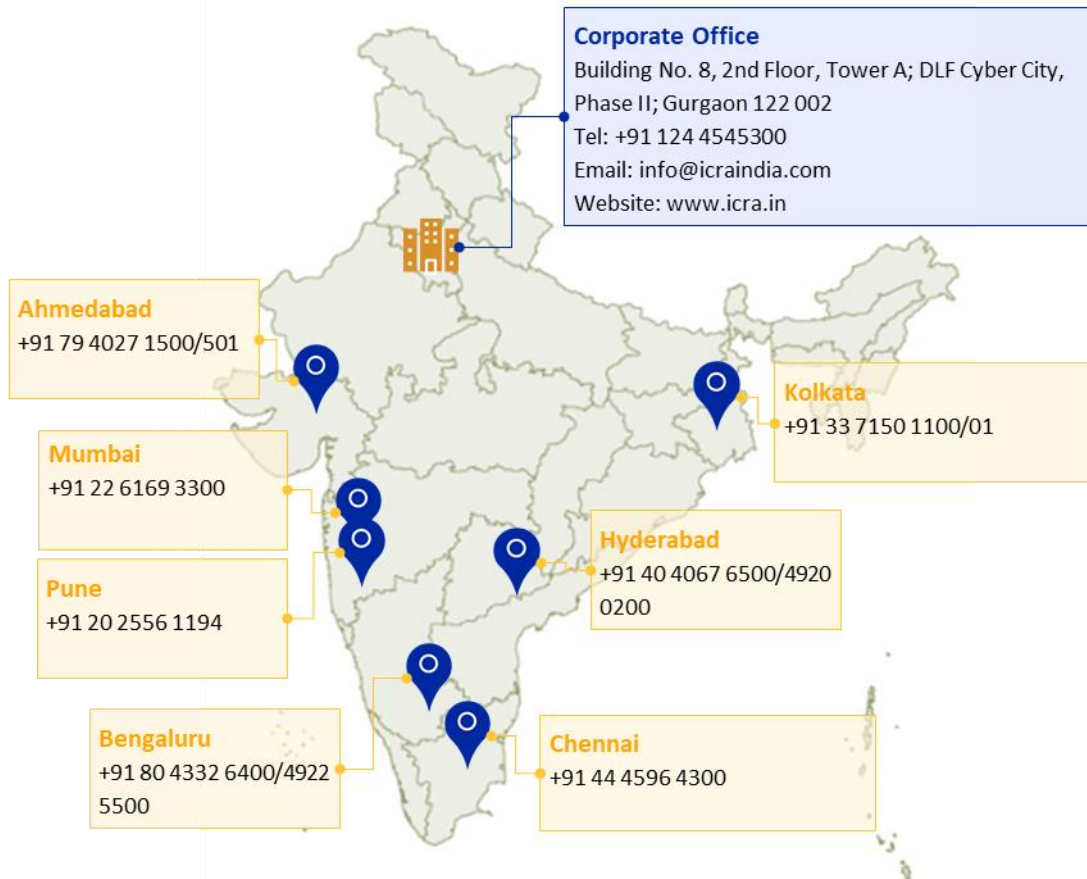 Corporate Office
Building No. 8, 2nd Floor, Tower A; DLF Cyber City,
Phase II; Gurgaon 122 002
Tel: +91 124 4545300
Email: info@icraindia.com
Website: www.icra.in
Ahmedabad
+91 79 4027 1500/501
Kolkata
+91 33 7150 1100/01
Mumbai
+91 22 6169 3300
Hyderabad
+91 40 4067 6500/4920
0200
Pune
+91 20 2556 1194
Bengaluru
+91 80 4332 6400/4922
5500
Chennai
+91 44 4596 4300